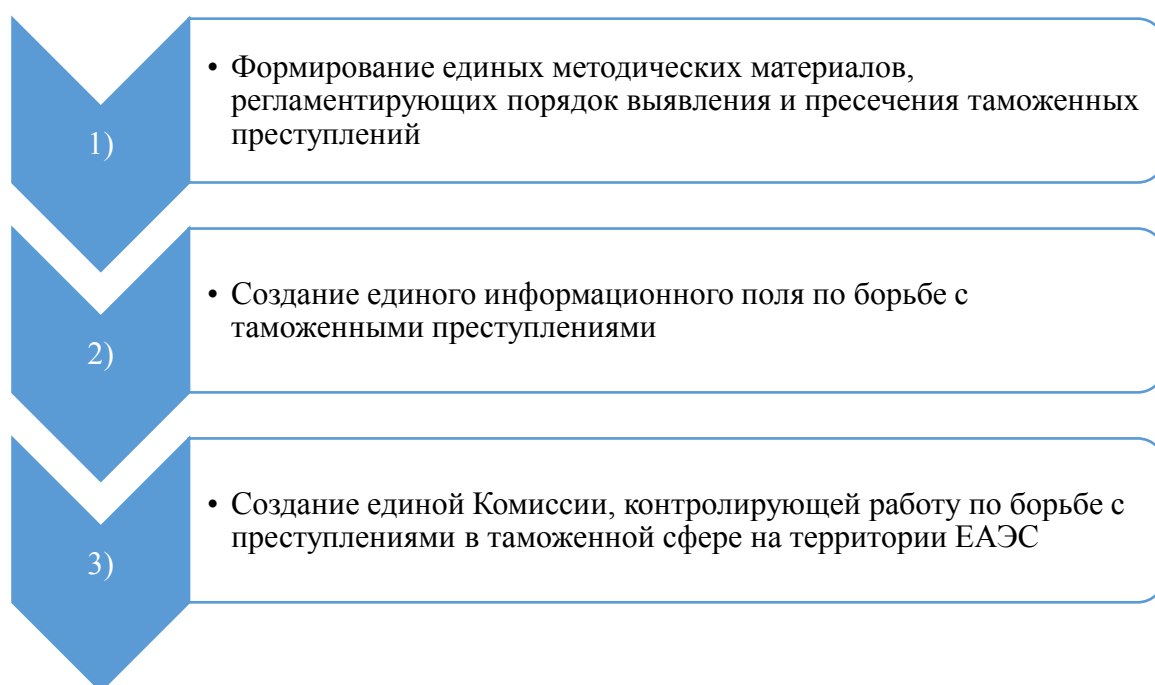 1)
• Формирование единых методических материалов,
регламентирующих порядок выявления и пресечения таможенных
преступлений
2)
• Создание единого информационного поля по борьбе с
таможенными преступлениями
3)
• Создание единой Комиссии, контролирующей работу по борьбе с
преступлениями в таможенной сфере на территории ЕАЭС